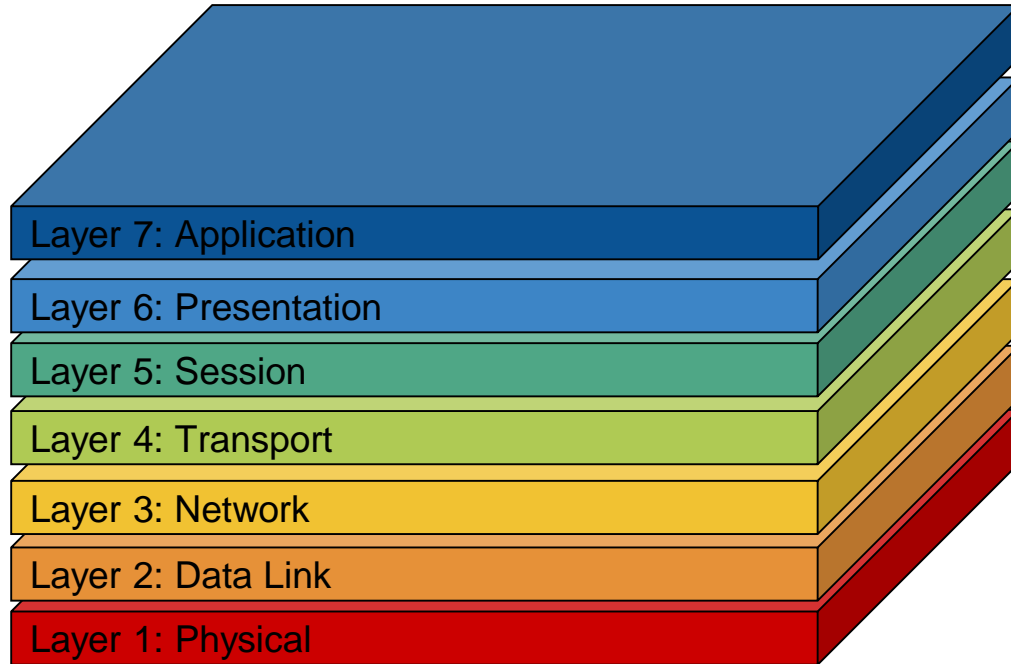 Layer 7: Application
Layer 6: Presentation
Layer 5: Session
Layer 4: Transport
Layer 3: Network
Layer 2: Data Link
Layer 1: Physical